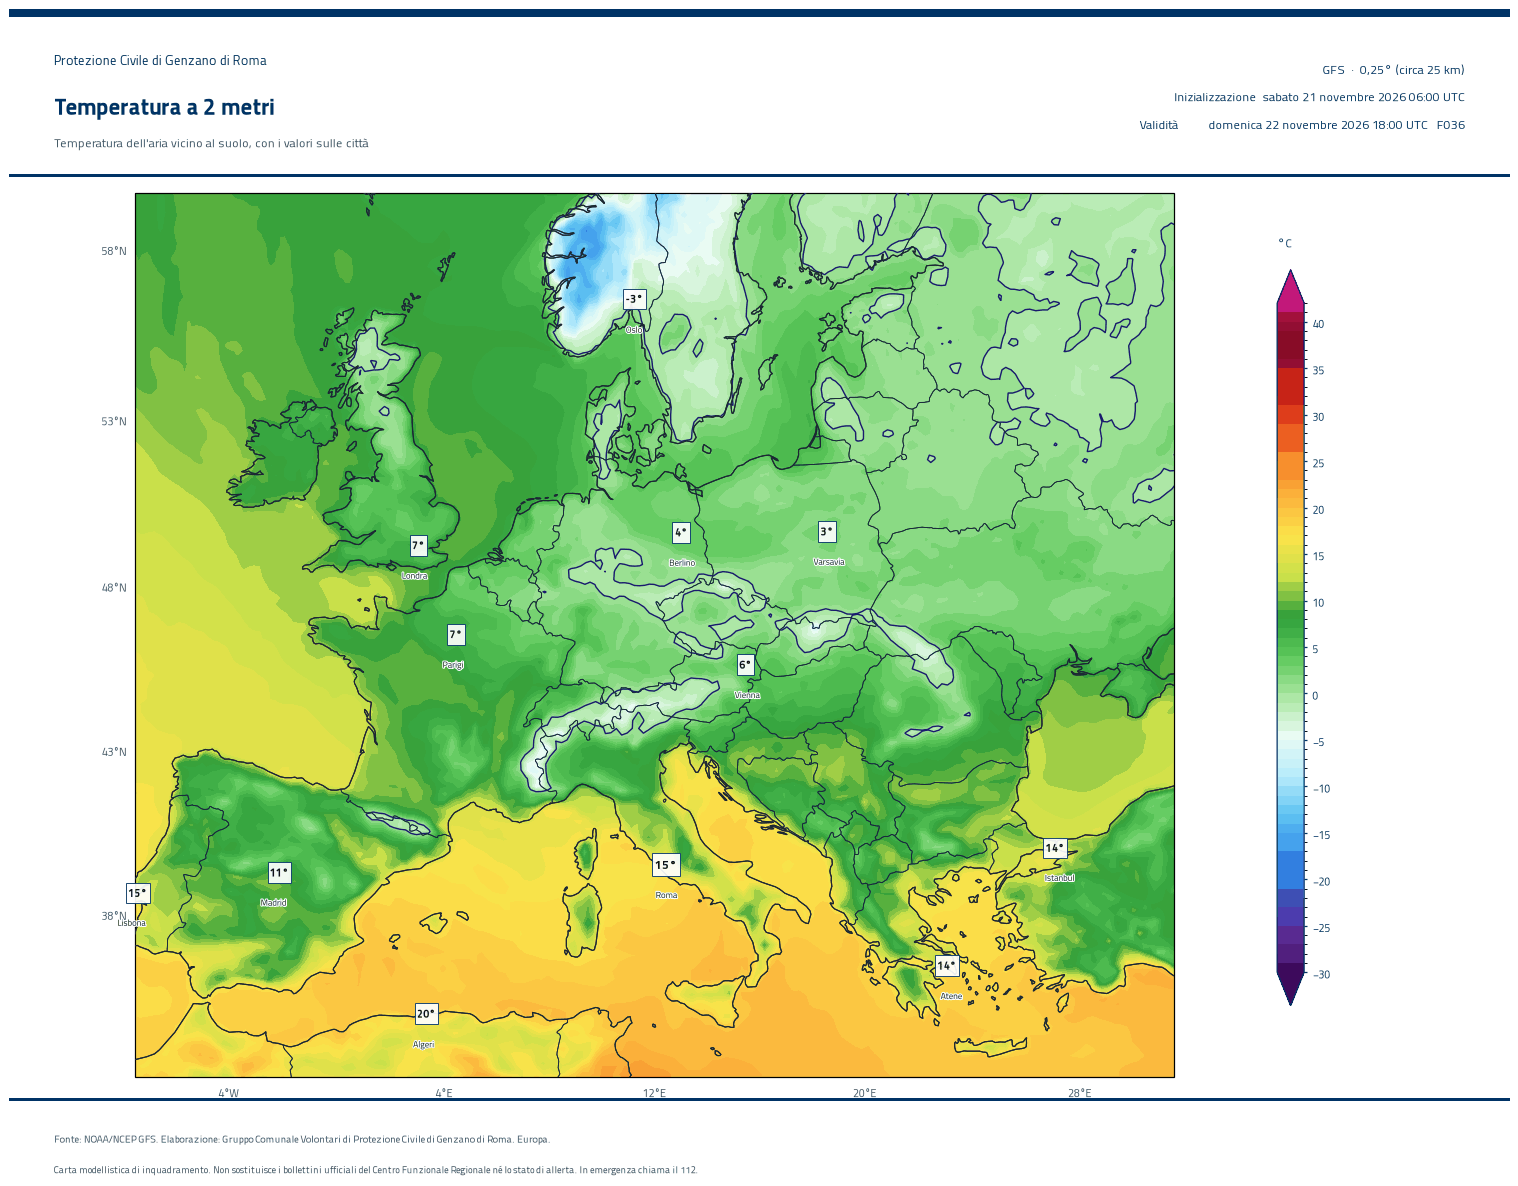 Protezione Civile di Genzano di Roma
Temperatura a 2 metri
Temperatura dell'aria vicino al suolo, con i valori sulle città
GFS · 0,25° (circa 25 km)
Inizializzazione sabato 21 novembre 2026 06:00 UTC
Validità domenica 22 novembre 2026 18:00 UTC F036
58°N
53°N
48°N
43°N
38°N
-3°
Oslo
7°
Londra
4°
Berlino
3°
Varsavia
7°
Parigi
6°
Vienna
15°
Lisbona
11°
Madrid
15°
Roma
14°
Istanbul
14°
Atene
20°
Algeri
4°W
4°E
12°E
20°E
28°E
°C
40
35
30
25
20
15
10
5
0
−5
−10
−15
−20
−25
−30
Fonte: NOAA/NCEP GFS. Elaborazione: Gruppo Comunale Volontari di Protezione Civile di Genzano di Roma. Europa.
Carta modellistica di inquadramento. Non sostituisce i bollettini ufficiali del Centro Funzionale Regionale né lo stato di allerta. In emergenza chiama il 112.